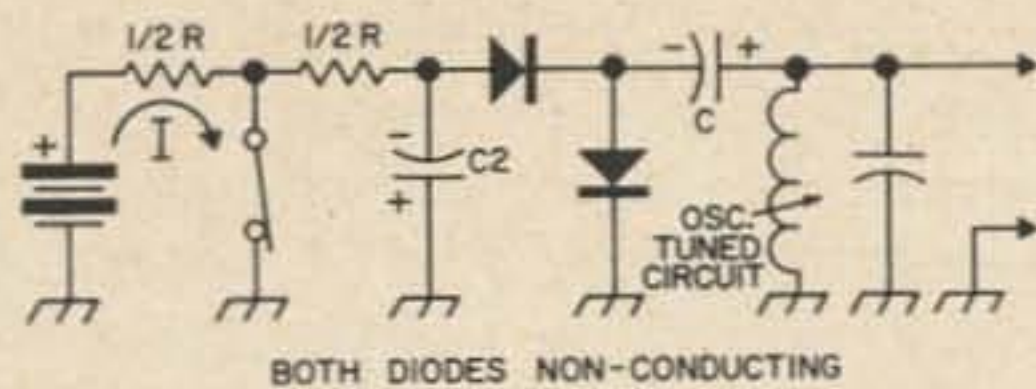 1/2 R
1/2 R
+
I
-
C2
+
- +
C
OSC.
TUNED
CIRCUIT
BOTH DIODES NON-CONDUCTING